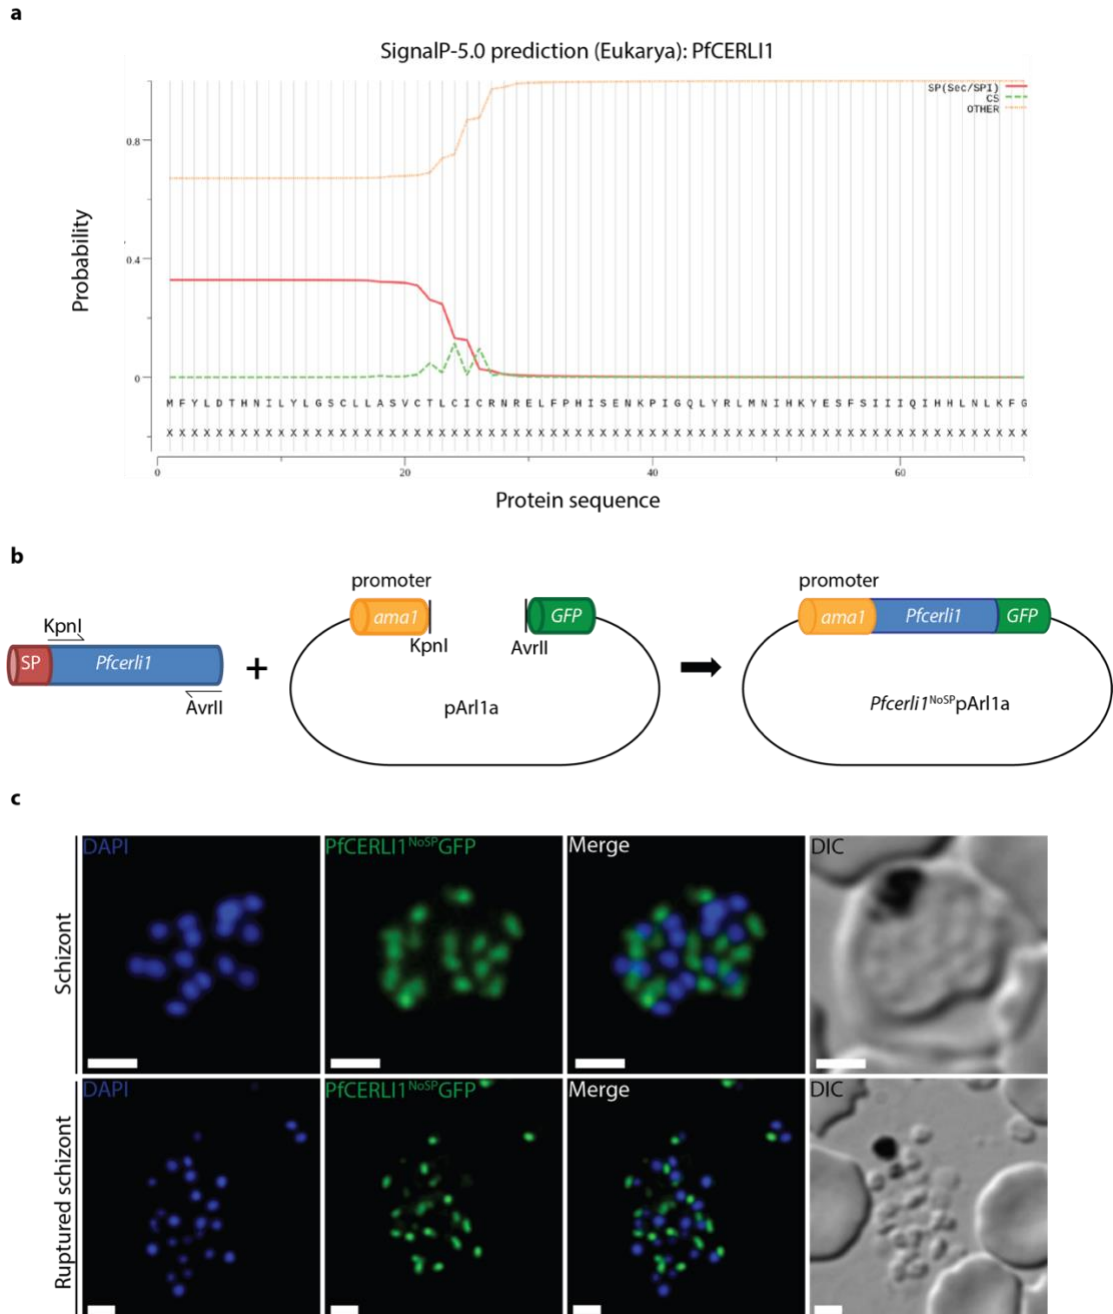 a
SignalP-5.0 prediction (Eukarya): PfCERLI1
SP(Sec/SPI)
CS
OTHER
0.8
0.4
0
Probability
M F Y L D T H N I L Y L G S C L L A S V C T L C I C R N R E L F P H I S E N K P I G Q L Y R L M N I H K Y E S F S I I I Q I H H L N L K F G
X X X X X X X X X X X X X X X X X X X X X X X X X X X X X X X X X X X X X X X X X X X X X X X X X X X X X X X X X X X X X X X X X X X X X X
0 20 40 60
Protein sequence
b
KpnI
SP Pfcerli1
AvrII
+
promoter
ama1 GFP
KpnI AvrII
pArl1a
promoter
ama1 Pfcerli1 GFP
Pfcerli1NoSPpArl1a
c
Schizont
DAPI PfCERLI1NoSPGFP Merge DIC
Ruptured schizont
DAPI PfCERLI1NoSPGFP Merge DIC